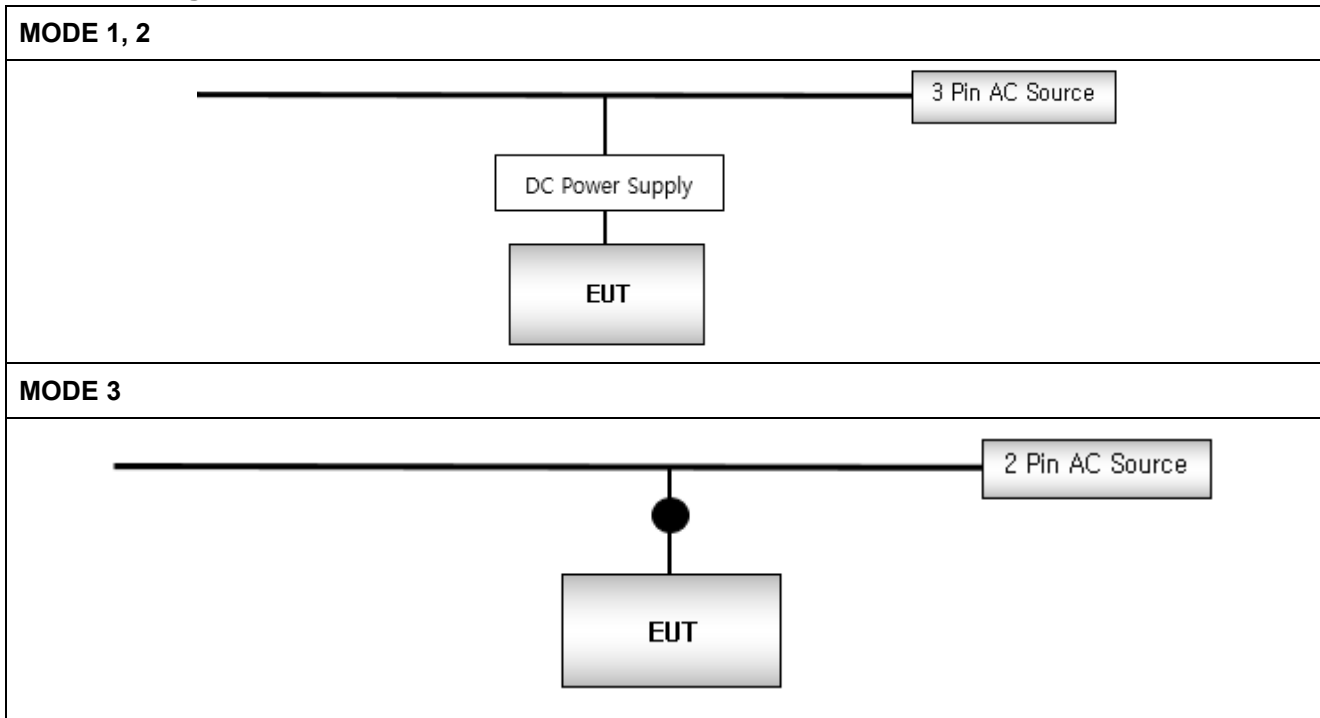 MODE 1, 2
3 Pin AC Source
DC Power Supply
EUT
MODE 3
2 Pin AC Source
EUT